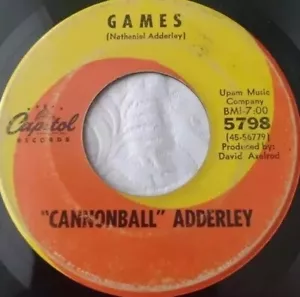 GAMES
(Nathaniel Adderley)
Capitol
RECORDS
Upam Music
Company
BMI-7:00
5798
(45-56779)
Produced by:
David Axelrod
"CANNONBALL" ADDERLEY